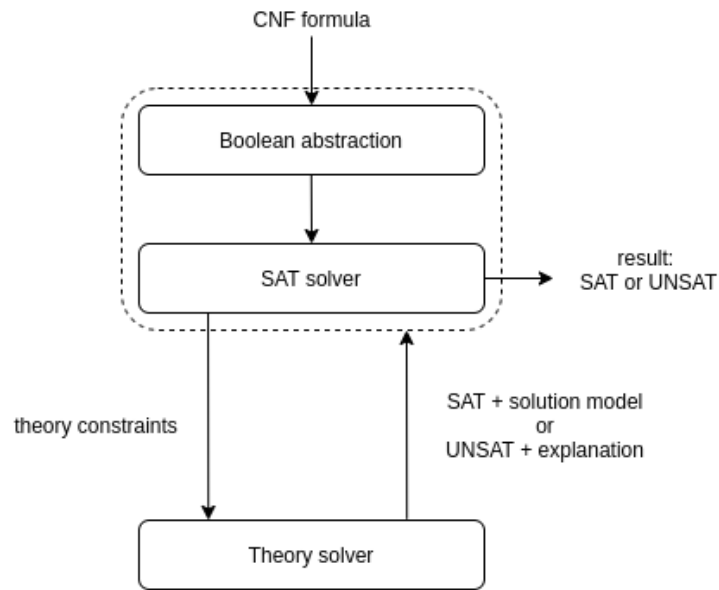 CNF formula
Boolean abstraction
SAT solver
result:
SAT or UNSAT
theory constraints
SAT + solution model
or
UNSAT + explanation
Theory solver